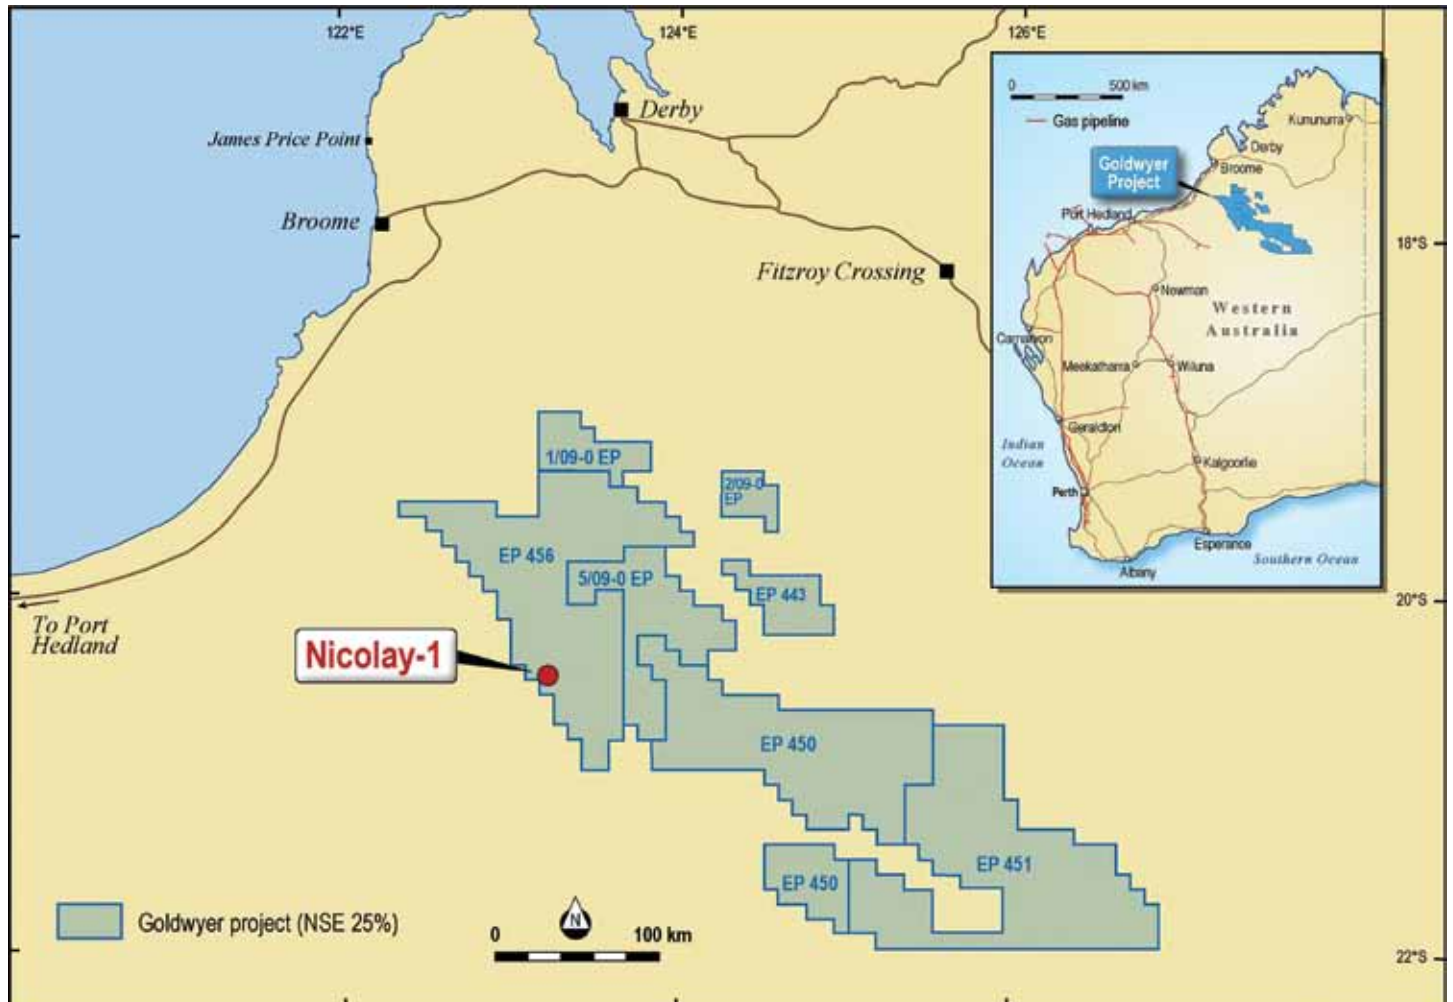 122°E
124°E
126°E
Derby
James Price Point
Broome
Fitzroy Crossing
18°S
20°S
22°S
To Port
Hedland
1/09-0 EP
2/09-0
EP
EP 456
5/09-0 EP
EP 443
Nicolay-1
EP 450
EP 451
EP 450
Goldwyer project (NSE 25%)
N
0 100 km
0 500 km
Gas pipeline
Kununurra
Derby
Broome
Goldwyer
Project
Port Hedland
Newman
Western
Australia
Carnarvon
Meekatharra
Wiluna
Geraldton
Indian
Ocean
Kalgoorlie
Perth
Esperance
Albany
Southern Ocean